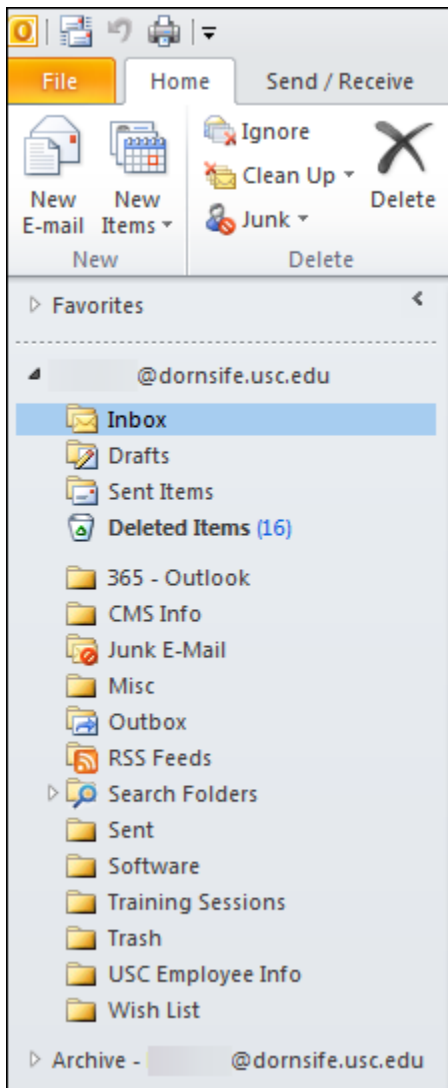 File Home Send / Receive
New E-mail
New Items
Ignore
Clean Up
Junk
Delete
New Delete
Favorites
@dornsife.usc.edu
Inbox
Drafts
Sent Items
Deleted Items (16)
365 - Outlook
CMS Info
Junk E-Mail
Misc
Outbox
RSS Feeds
Search Folders
Sent
Software
Training Sessions
Trash
USC Employee Info
Wish List
Archive - @dornsife.usc.edu